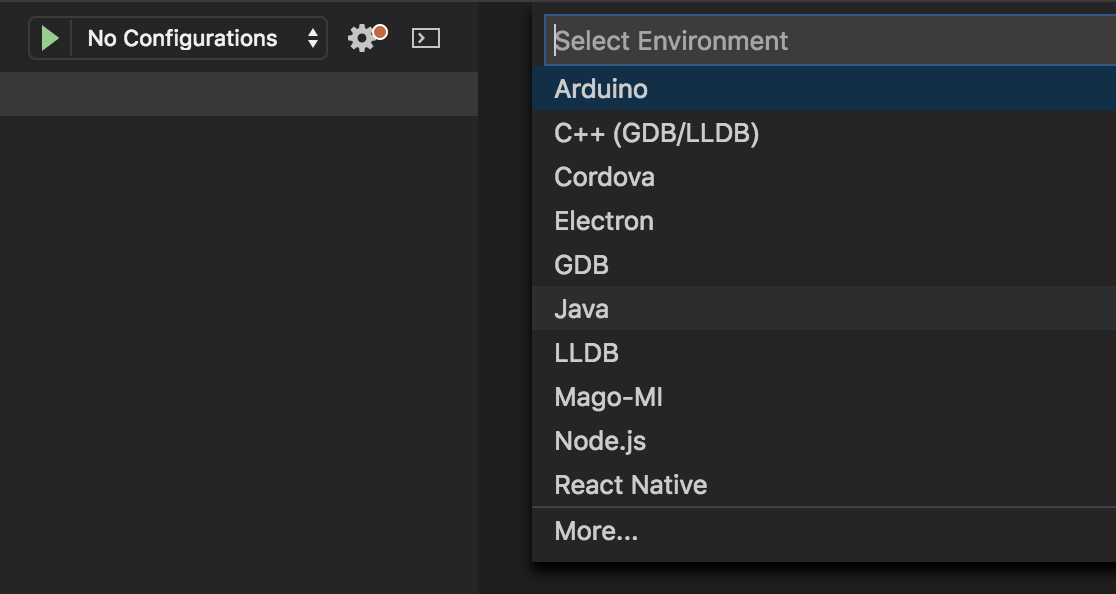 No Configurations
Select Environment
Arduino
C++ (GDB/LLDB)
Cordova
Electron
GDB
Java
LLDB
Mago-MI
Node.js
React Native
More...